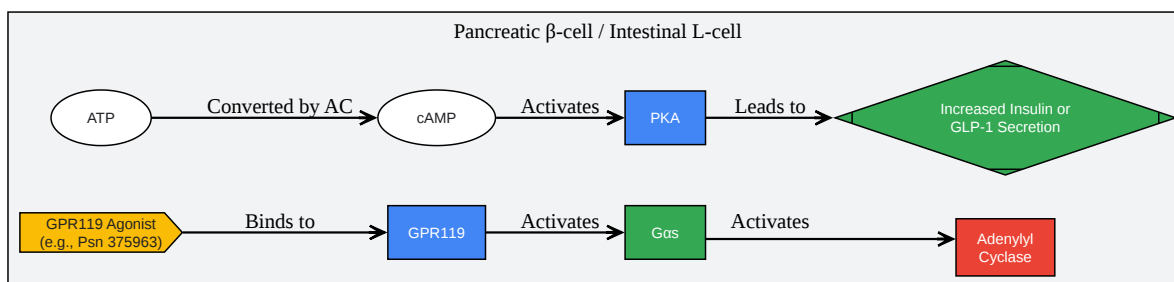 Pancreatic β-cell / Intestinal L-cell
ATP
Converted by AC
cAMP
Activates
PKA
Leads to
Increased Insulin or
GLP-1 Secretion
GPR119 Agonist
(e.g., Psn 375963)
Binds to
GPR119
Activates
Gαs
Activates
Adenylyl
Cyclase